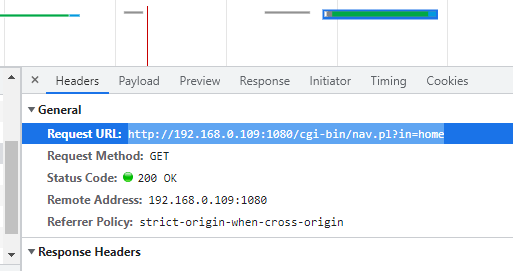 × Headers Payload Preview Response Initiator Timing Cookies
▼ General
Request URL: http://192.168.0.109:1080/cgi-bin/nav.pl?in=home
Request Method: GET
Status Code: 200 OK
Remote Address: 192.168.0.109:1080
Referrer Policy: strict-origin-when-cross-origin
▼ Response Headers